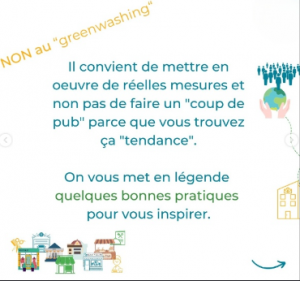 NON au "greenwashing"
Il convient de mettre en
oeuvre de réelles mesures et
non pas de faire un "coup de
pub" parce que vous trouvez
ça "tendance".
On vous met en légende
quelques bonnes pratiques
pour vous inspirer.